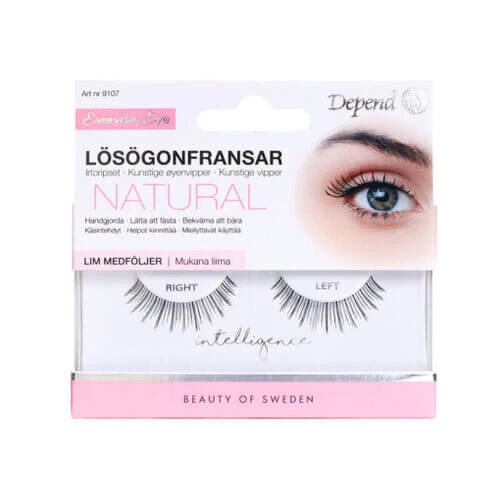 Art nr 9107
Depend
Everyday Eye
LÖSÖGONFRANSAR
Irtoripset · Kunstige øyenvipper · Kunstige vipper
NATURAL
Handgjorda · Lätta att fästa · Bekväma att bära
Käsintehdyt · Helpot kiinnittää · Miellyttävät käyttää
LIM MEDFÖLJER | Mukana liima
RIGHT
LEFT
intelligence
BEAUTY OF SWEDEN